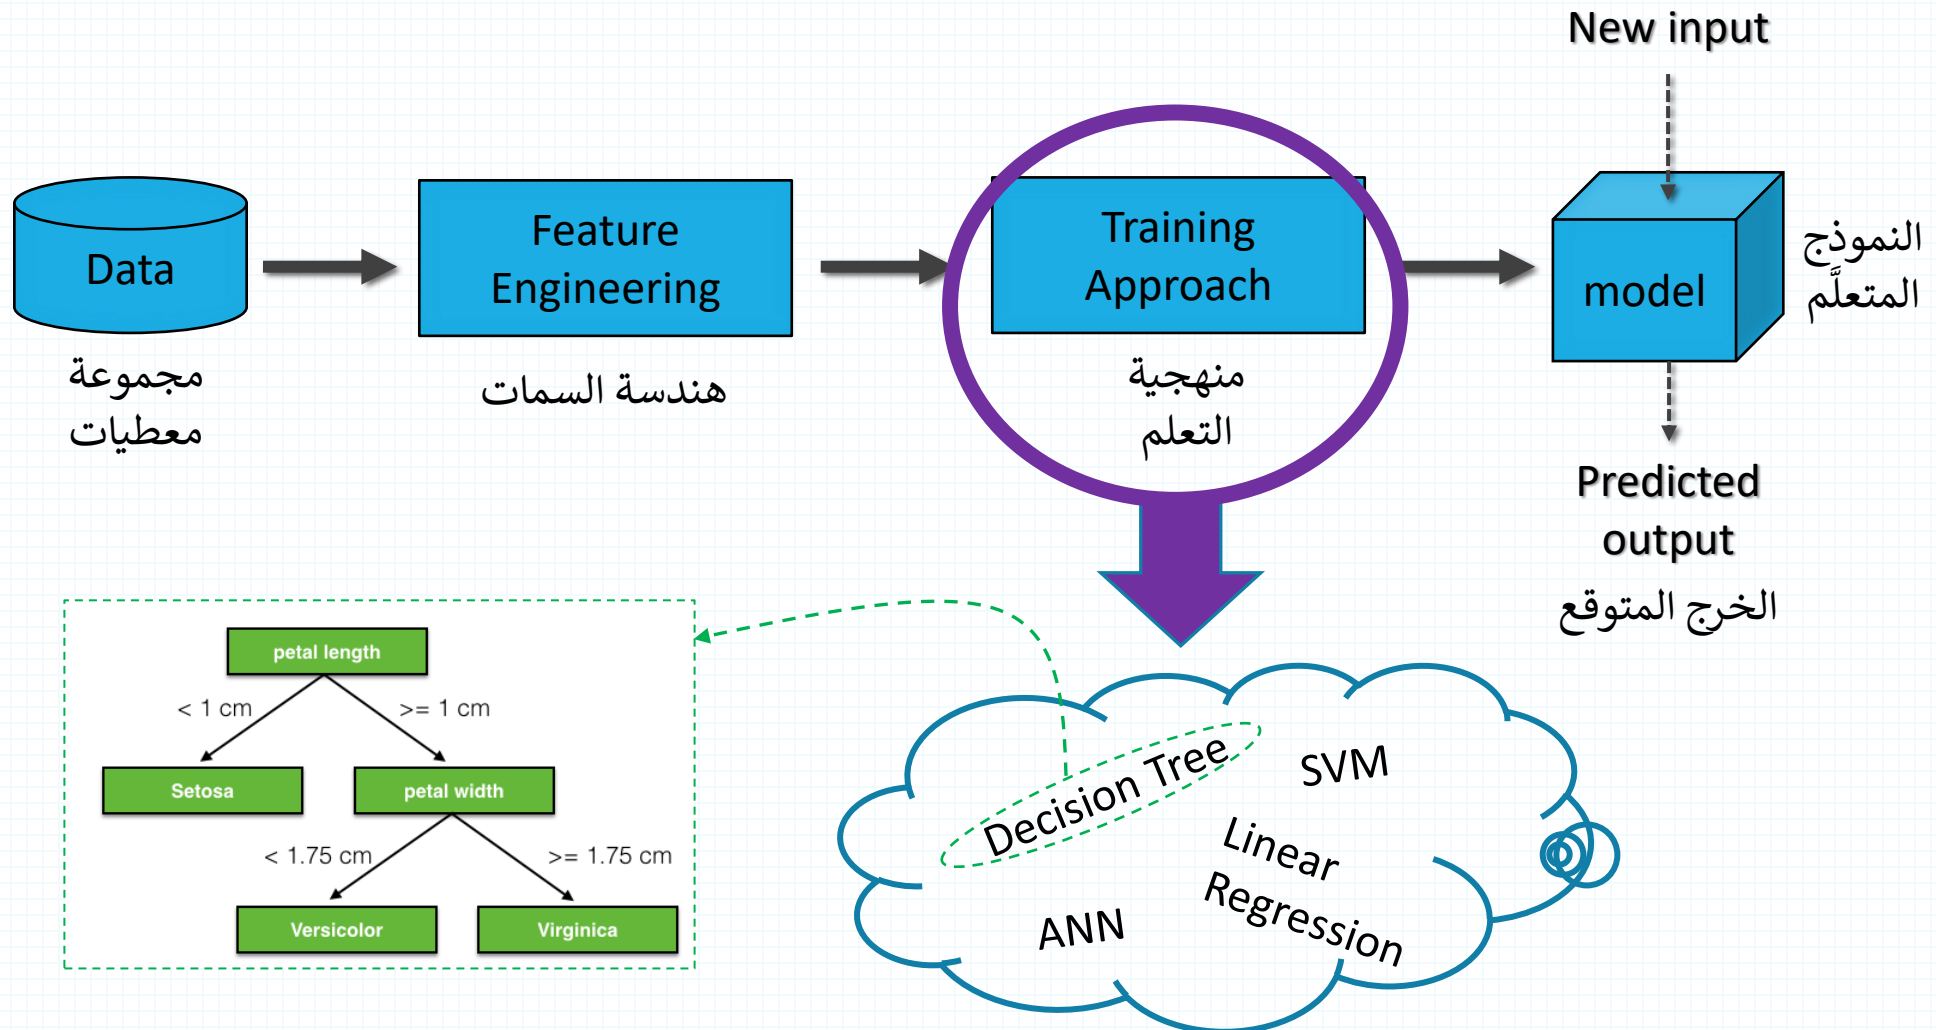 New input
Data
Feature
Engineering
Training
Approach
model
النموذج
المتعلَّم
مجموعة
معطيات
هندسة السمات
منهجية
التعلم
Predicted
output
الخرج المتوقع
petal length
< 1 cm
>= 1 cm
Setosa
petal width
< 1.75 cm
>= 1.75 cm
Versicolor
Virginica
Decision Tree
SVM
Linear
Regression
ANN